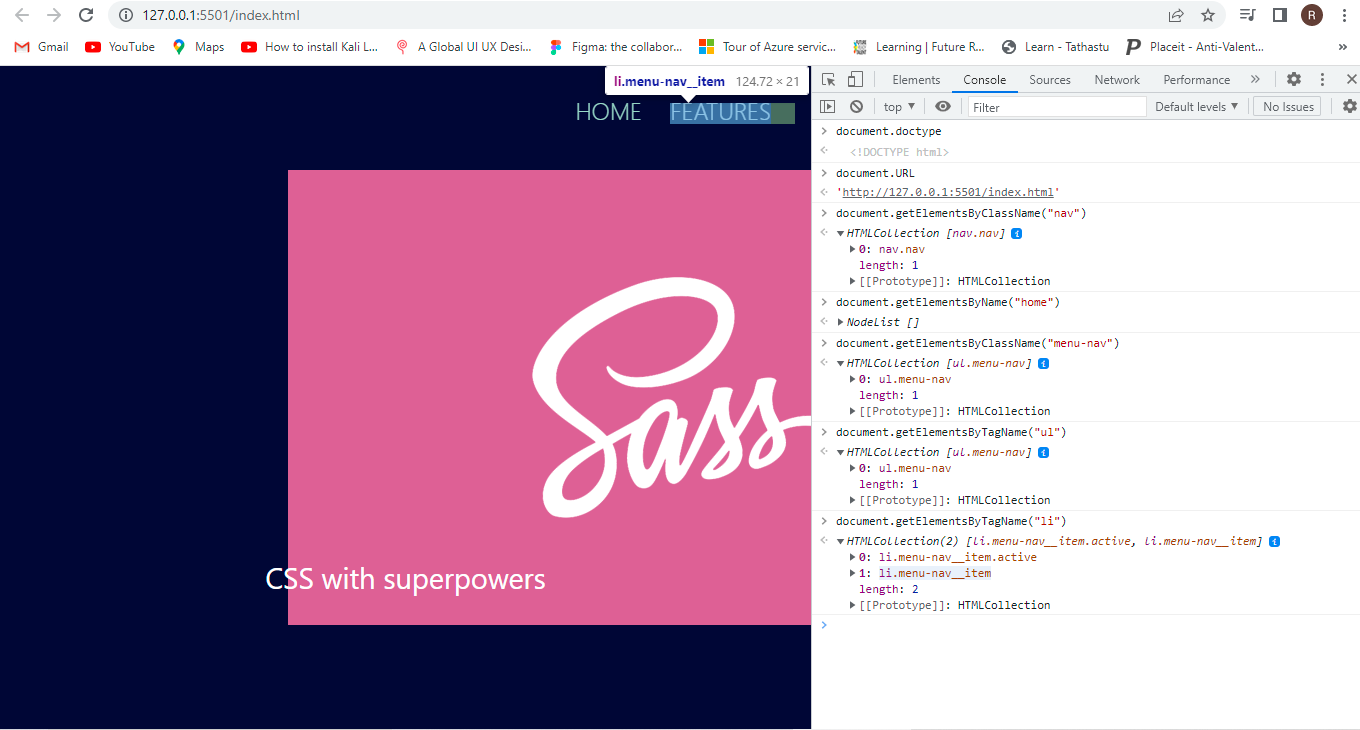 127.0.0.1:5501/index.html
R
Gmail
YouTube
Maps
How to install Kali L...
A Global UI UX Desi...
Figma: the collabor...
Tour of Azure servic...
Learning | Future R...
Learn - Tathastu
Placeit - Anti-Valent...
»
li.menu-nav__item 124.72 × 21
HOME
FEATURES
Sass
CSS with superpowers
Elements
Console
Sources
Network
Performance
»
top ▼
Filter
Default levels ▼
No Issues
document.doctype
<!DOCTYPE html>
document.URL
'http://127.0.0.1:5501/index.html'
document.getElementsByClassName("nav")
HTMLCollection [nav.nav]
0: nav.nav
length: 1
[[Prototype]]: HTMLCollection
document.getElementsByName("home")
NodeList []
document.getElementsByClassName("menu-nav")
HTMLCollection [ul.menu-nav]
0: ul.menu-nav
length: 1
[[Prototype]]: HTMLCollection
document.getElementsByTagName("ul")
HTMLCollection [ul.menu-nav]
0: ul.menu-nav
length: 1
[[Prototype]]: HTMLCollection
document.getElementsByTagName("li")
HTMLCollection(2) [li.menu-nav__item.active, li.menu-nav__item]
0: li.menu-nav__item.active
1: li.menu-nav__item
length: 2
[[Prototype]]: HTMLCollection